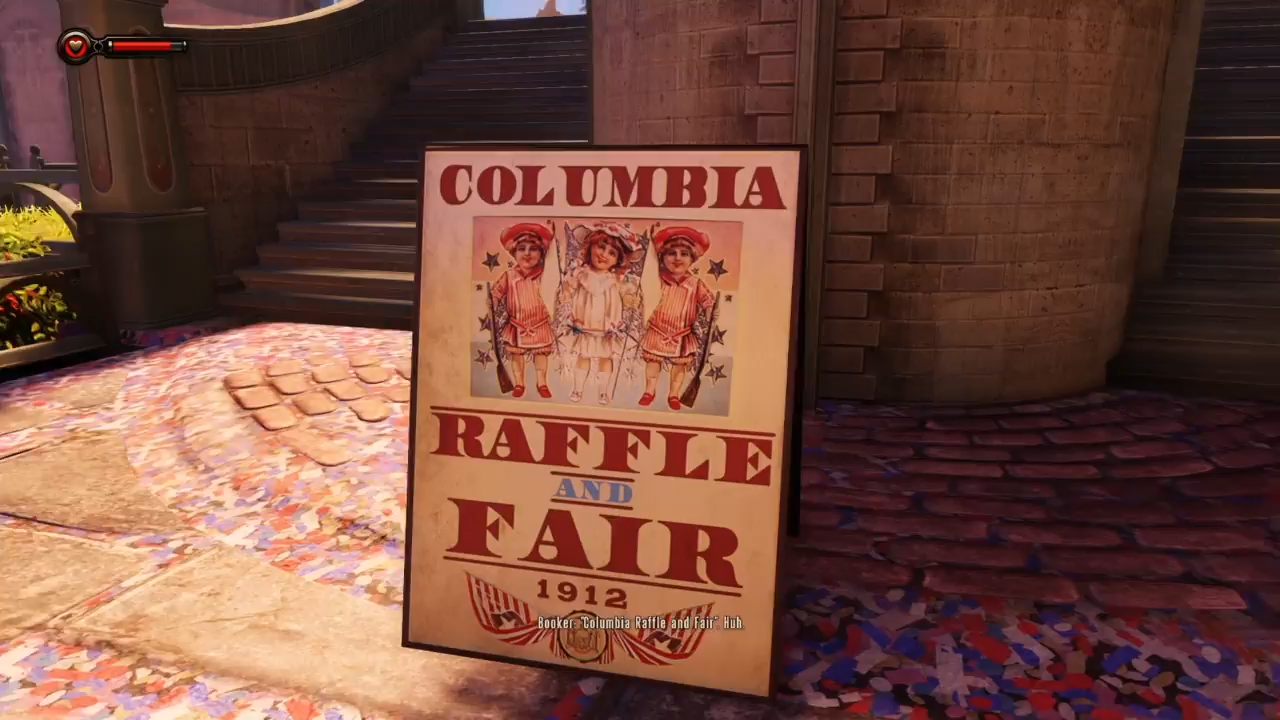 COLUMBIA
RAFFLE
AND
FAIR
1912
Booker: "Columbia Raffle and Fair". Huh.